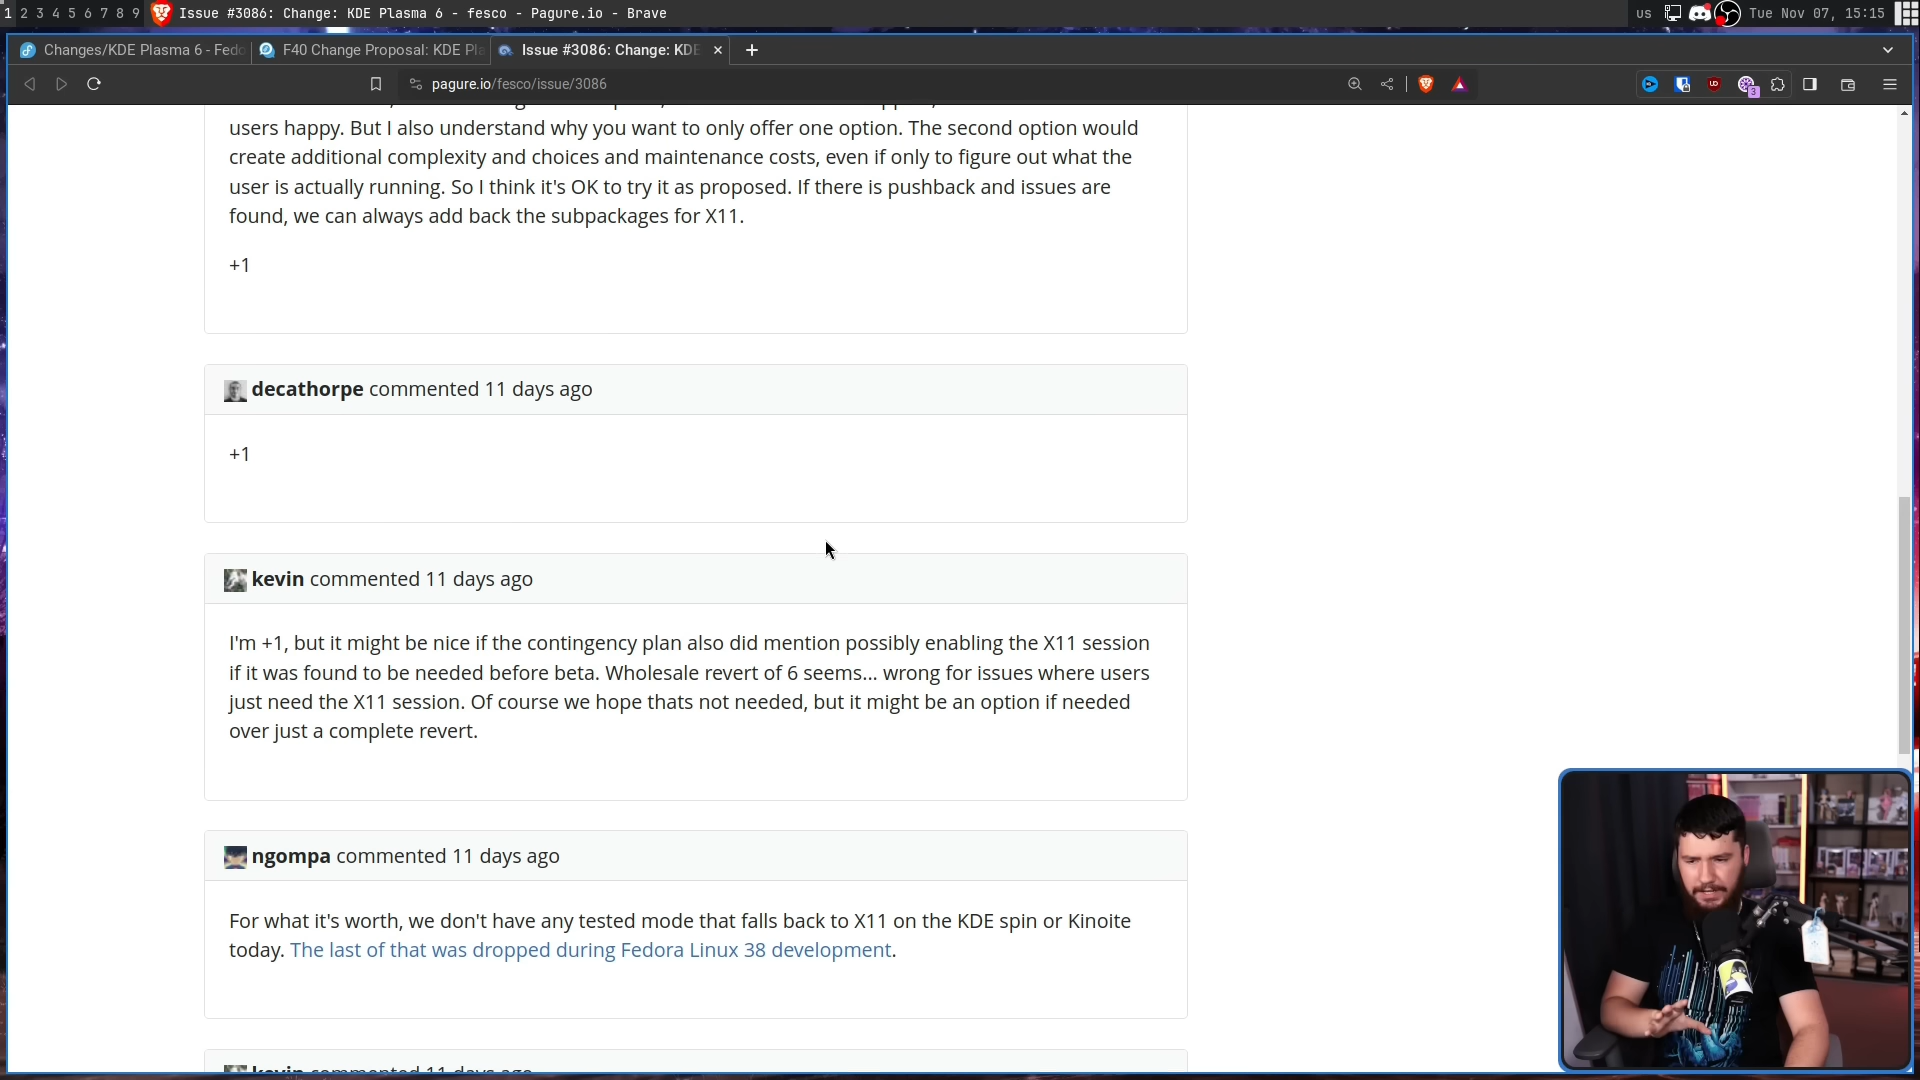 1 2 3 4 5 6 7 8 9 Issue #3086: Change: KDE Plasma 6 - fesco - Pagure.io - Brave us Tue Nov 07, 15:15
Changes/KDE Plasma 6 - Fedo F40 Change Proposal: KDE Pla Issue #3086: Change: KDE
pagure.io/fesco/issue/3086
users happy. But I also understand why you want to only offer one option. The second option would
create additional complexity and choices and maintenance costs, even if only to figure out what the
user is actually running. So I think it's OK to try it as proposed. If there is pushback and issues are
found, we can always add back the subpackages for X11.
+1
decathorpe commented 11 days ago
+1
kevin commented 11 days ago
I'm +1, but it might be nice if the contingency plan also did mention possibly enabling the X11 session
if it was found to be needed before beta. Wholesale revert of 6 seems... wrong for issues where users
just need the X11 session. Of course we hope thats not needed, but it might be an option if needed
over just a complete revert.
ngompa commented 11 days ago
For what it's worth, we don't have any tested mode that falls back to X11 on the KDE spin or Kinoite
today. The last of that was dropped during Fedora Linux 38 development.
kevin commented 11 days ago